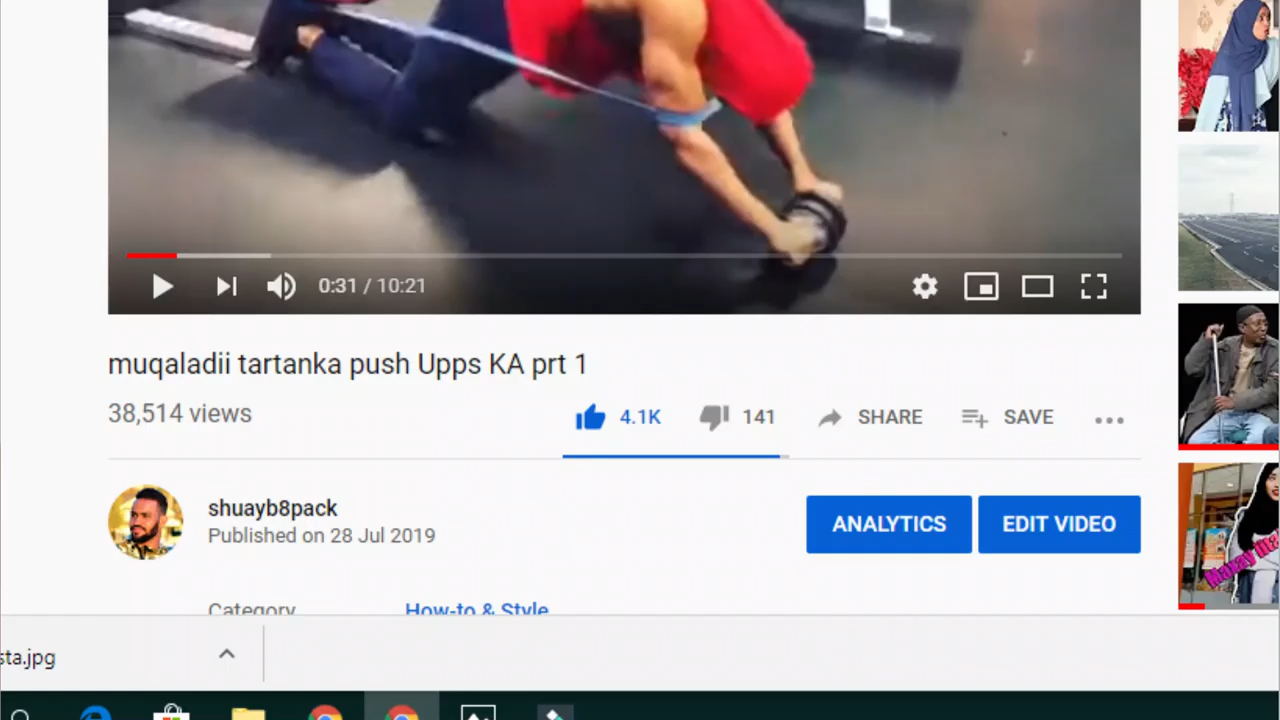 0:31 / 10:21
muqaladii tartanka push Upps KA prt 1
38,514 views
4.1K
141
SHARE
SAVE
shuayb8pack
Published on 28 Jul 2019
ANALYTICS
EDIT VIDEO
Category
How-to & Style
sta.jpg